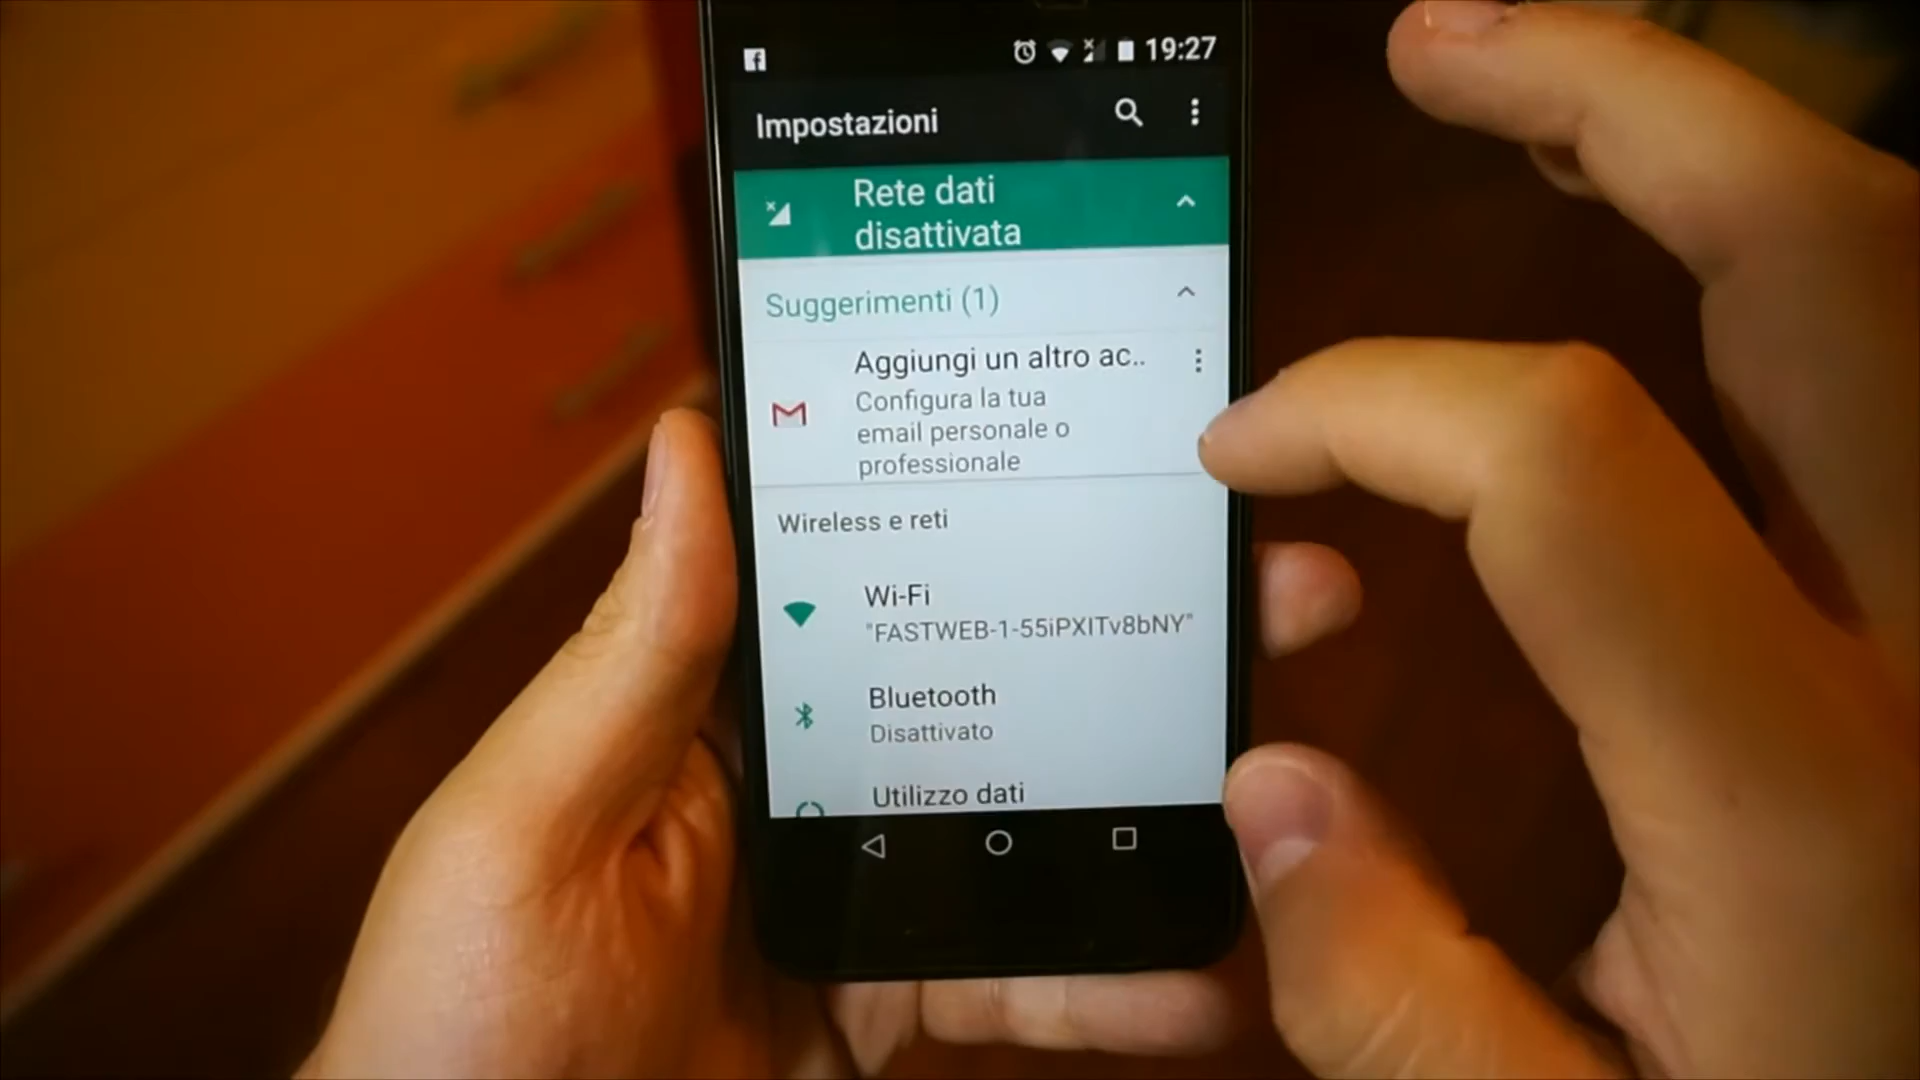 19:27
Impostazioni
Rete dati
disattivata
Suggerimenti (1)
Aggiungi un altro ac..
Configura la tua
email personale o
professionale
Wireless e reti
Wi-Fi
"FASTWEB-1-55iPXITv8bNY"
Bluetooth
Disattivato
Utilizzo dati